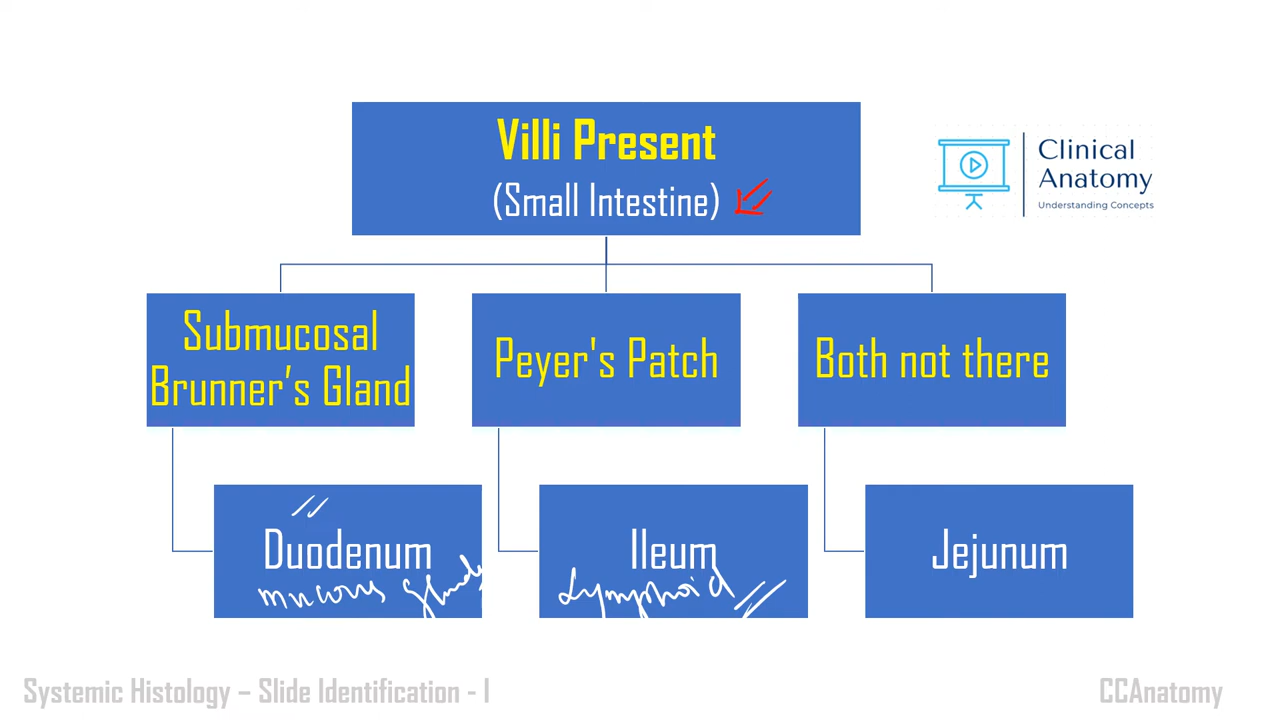 Villi Present
(Small Intestine)
Clinical
Anatomy
Understanding Concepts
Submucosal
Brunner's Gland
Peyer's Patch
Both not there
Duodenum
mucous glands
Ileum
Lymphoid
Jejunum
Systemic Histology – Slide Identification - I
CCAnatomy